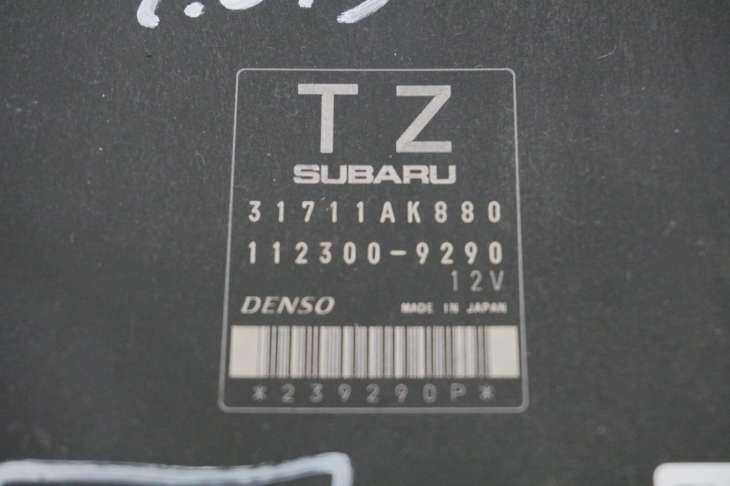 TZ
SUBARU
31711AK880
112300-9290
12V
DENSO MADE IN JAPAN
*239290P*